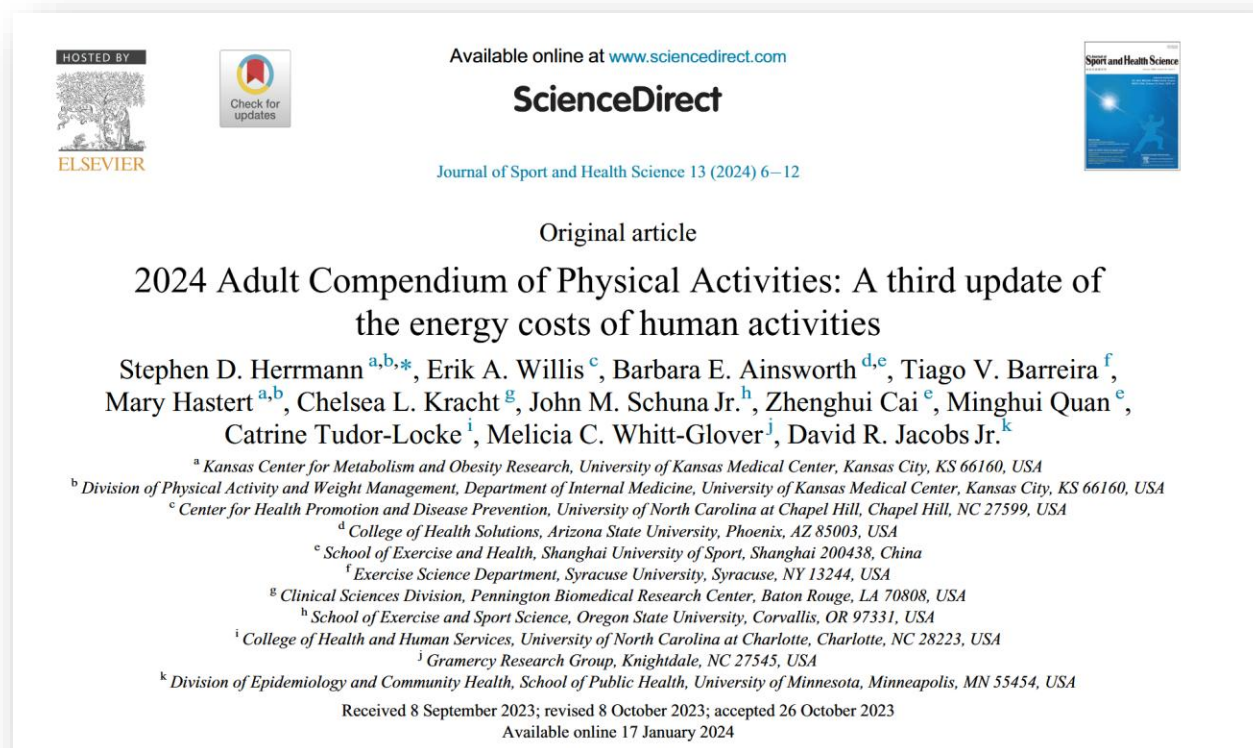 HOSTED BY
ELSEVIER
Check for
updates
Available online at www.sciencedirect.com
ScienceDirect
Journal of Sport and Health Science 13 (2024) 6–12
Sport and Health Science
Original article
2024 Adult Compendium of Physical Activities: A third update of
the energy costs of human activities
Stephen D. Herrmann a,b,*, Erik A. Willis c, Barbara E. Ainsworth d,e, Tiago V. Barreira f,
Mary Hastert a,b, Chelsea L. Kracht g, John M. Schuna Jr.h, Zhenghui Cai e, Minghui Quan e,
Catrine Tudor-Locke i, Melicia C. Whitt-Glover j, David R. Jacobs Jr.k
a Kansas Center for Metabolism and Obesity Research, University of Kansas Medical Center, Kansas City, KS 66160, USA
b Division of Physical Activity and Weight Management, Department of Internal Medicine, University of Kansas Medical Center, Kansas City, KS 66160, USA
c Center for Health Promotion and Disease Prevention, University of North Carolina at Chapel Hill, Chapel Hill, NC 27599, USA
d College of Health Solutions, Arizona State University, Phoenix, AZ 85003, USA
e School of Exercise and Health, Shanghai University of Sport, Shanghai 200438, China
f Exercise Science Department, Syracuse University, Syracuse, NY 13244, USA
g Clinical Sciences Division, Pennington Biomedical Research Center, Baton Rouge, LA 70808, USA
h School of Exercise and Sport Science, Oregon State University, Corvallis, OR 97331, USA
i College of Health and Human Services, University of North Carolina at Charlotte, Charlotte, NC 28223, USA
j Gramercy Research Group, Knightdale, NC 27545, USA
k Division of Epidemiology and Community Health, School of Public Health, University of Minnesota, Minneapolis, MN 55454, USA
Received 8 September 2023; revised 8 October 2023; accepted 26 October 2023
Available online 17 January 2024